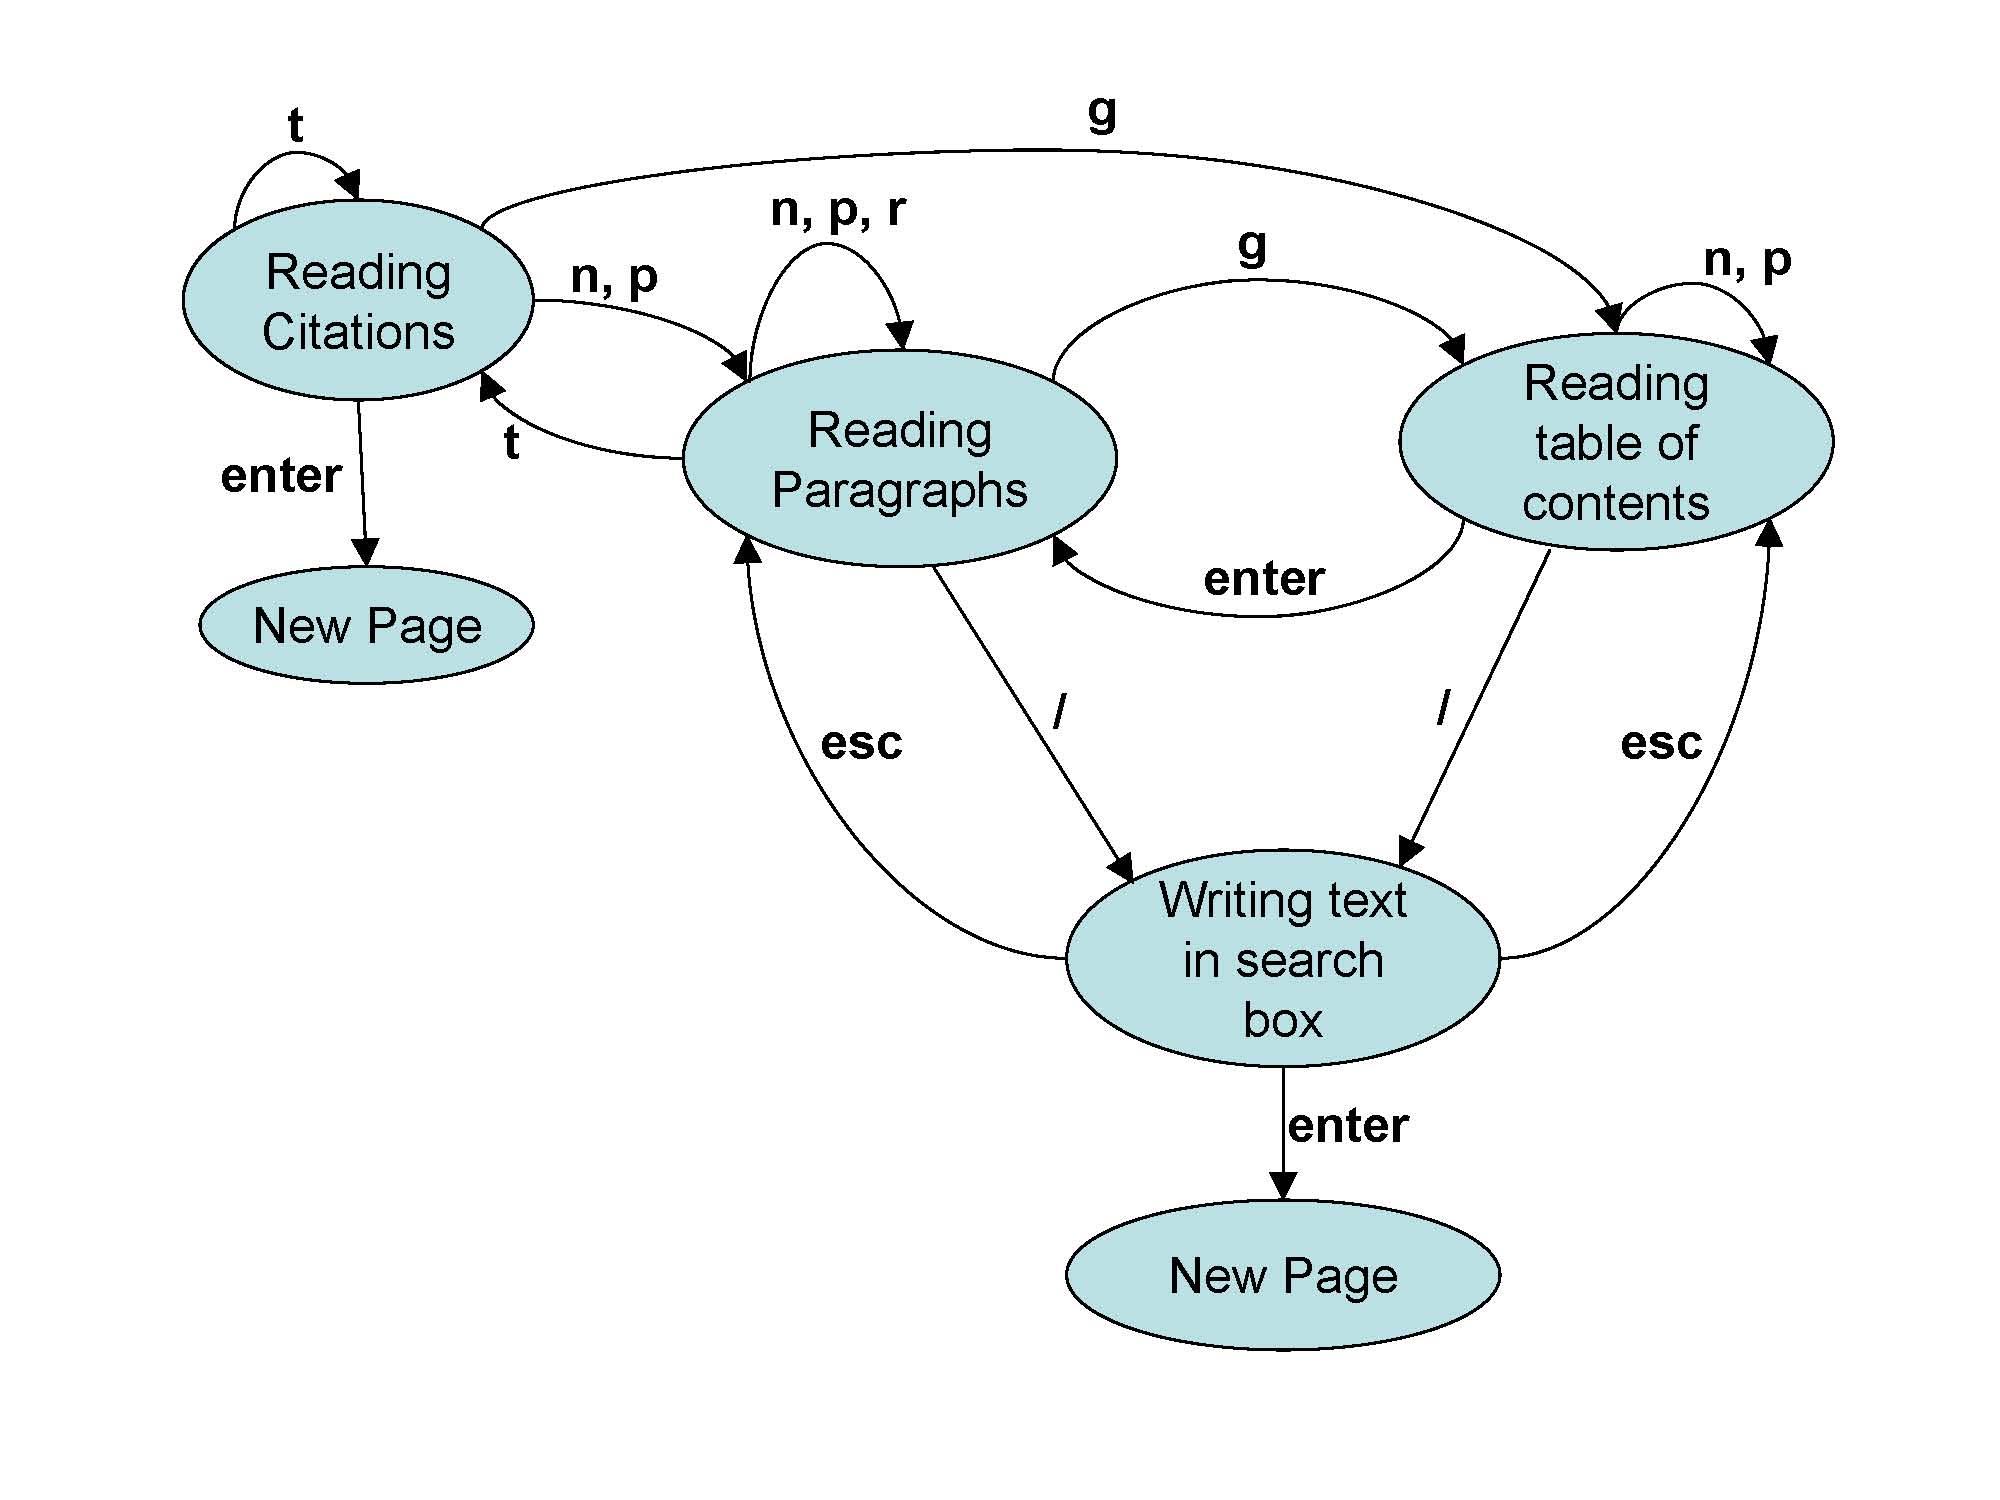 g
t
n, p, r
g
n, p
Reading
Citations
n, p
Reading
table of
contents
t
Reading
Paragraphs
enter
enter
New Page
/
/
esc
esc
Writing text
in search
box
enter
New Page